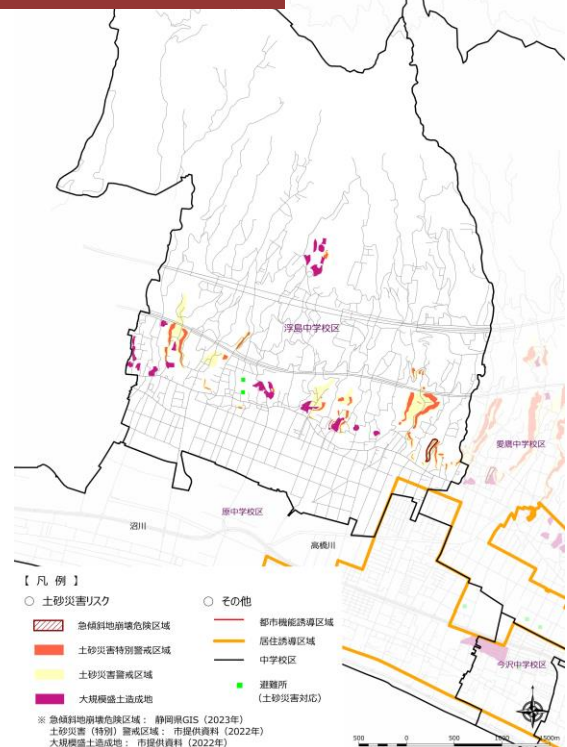 浮島中学校区
愛鷹中学校区
原中学校区
沼川
高橋川
今沢中学校区
【 凡 例 】
○ 土砂災害リスク
急傾斜地崩壊危険区域
土砂災害特別警戒区域
土砂災害警戒区域
大規模盛土造成地
○ その他
都市機能誘導区域
居住誘導区域
中学校区
避難所
(土砂災害対応)
※ 急傾斜地崩壊危険区域： 静岡県GIS（2023年）
土砂災害（特別）警戒区域： 市提供資料（2022年）
大規模盛土造成地： 市提供資料（2022年）
500 0 500 1000 1500m